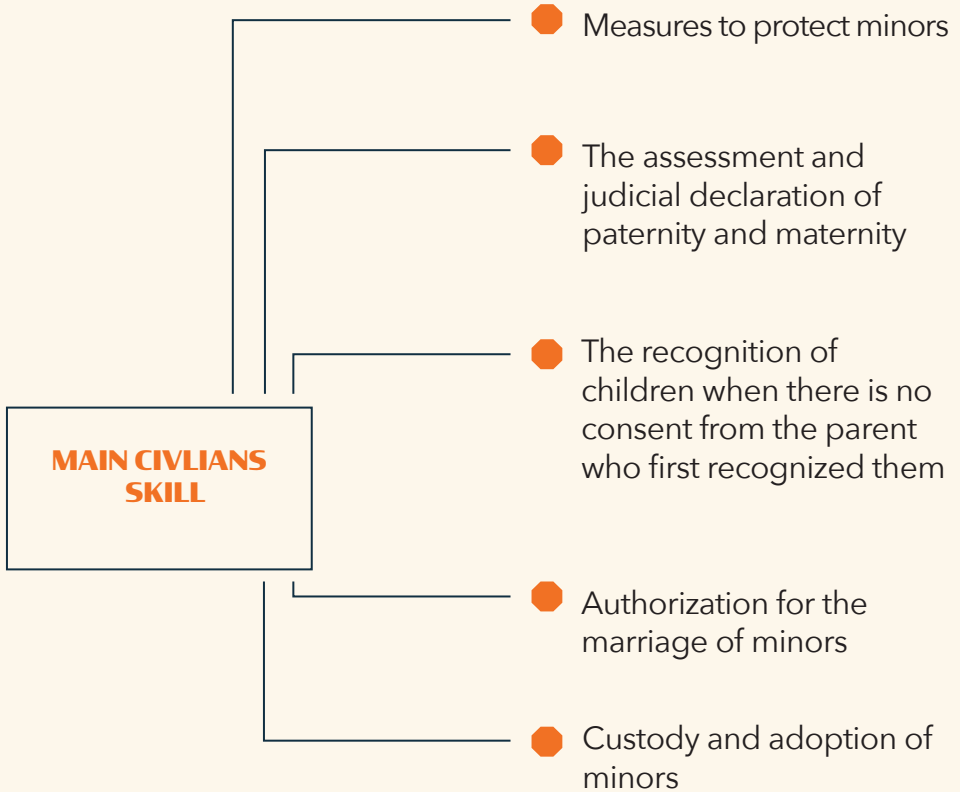 Measures to protect minors
The assessment and
judicial declaration of
paternity and maternity
The recognition of
children when there is no
consent from the parent
who first recognized them
MAIN CIVLIANS
SKILL
Authorization for the
marriage of minors
Custody and adoption of
minors